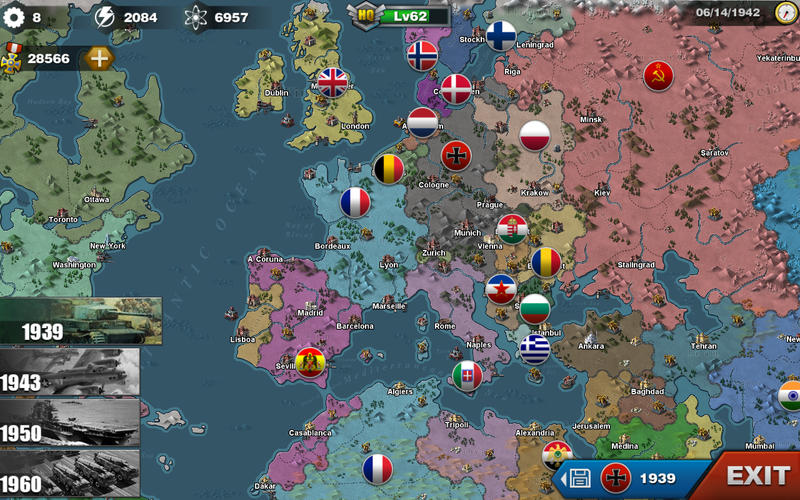 8
2084
6957
HQ
Lv62
06/14/1942
28566
Leningrad
Riga
Yekaterinbu
Dublin
London
Minsk
Saratov
Ottawa
Toronto
Cologne
Krakow
Kiev
Prague
New York
Washington
Munich
Vienna
Bordeaux
Lyon
Zurich
Stalingrad
A Coruna
Madrid
Barcelona
Marseille
Rome
Lisboa
Naples
Istanbul
Ankara
Tehran
Baghdad
Algiers
Casablanca
Tripoli
Alexandria
Jerusalem
Medina
Mumbai
Dakar
1939
1943
1950
1960
1939
EXIT